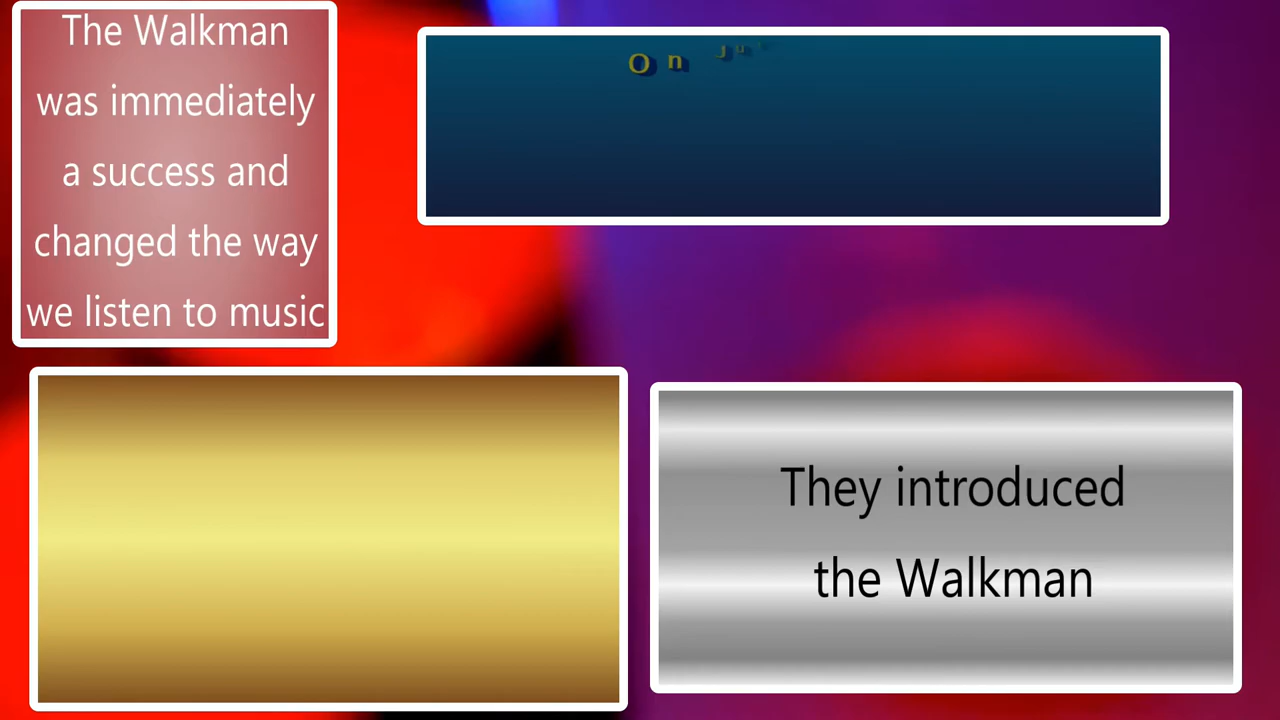 The Walkman
was immediately
a success and
changed the way
we listen to music
On
They introduced
the Walkman